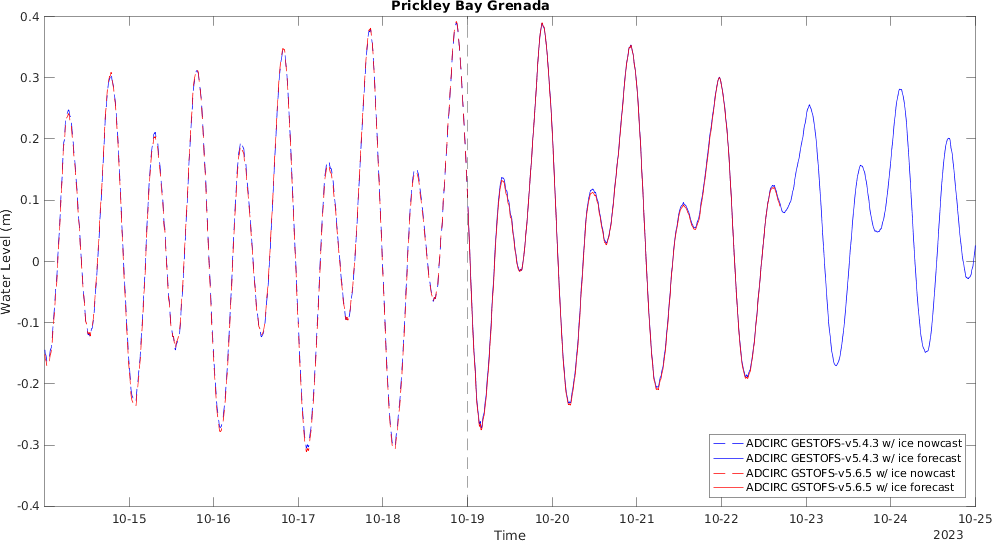 Prickley Bay Grenada
0.4
0.3
0.2
0.1
0
-0.1
-0.2
-0.3
-0.4
Water Level (m)
ADCIRC GESTOFS-v5.4.3 w/ ice nowcast
ADCIRC GESTOFS-v5.4.3 w/ ice forecast
ADCIRC GSTOFS-v5.6.5 w/ ice nowcast
ADCIRC GSTOFS-v5.6.5 w/ ice forecast
10-15 10-16 10-17 10-18 10-19 10-20 10-21 10-22 10-23 10-24 10-25
Time
2023